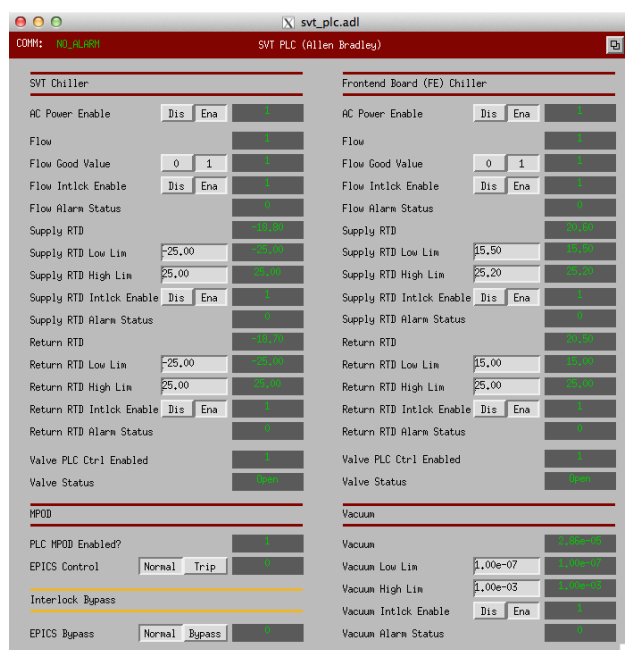 svt_plc.adl
COMM: NO_ALARM SVT PLC (Allen Bradley)
SVT Chiller
AC Power Enable Dis Ena 1
Flow 1
Flow Good Value 0 1 1
Flow Intlck Enable Dis Ena 1
Flow Alarm Status 0
Supply RTD -18.80
Supply RTD Low Lim -25.00 -25.00
Supply RTD High Lim 25.00 25.00
Supply RTD Intlck Enable Dis Ena 1
Supply RTD Alarm Status 0
Return RTD -18.70
Return RTD Low Lim -25.00 -25.00
Return RTD High Lim 25.00 25.00
Return RTD Intlck Enable Dis Ena 1
Return RTD Alarm Status 0
Valve PLC Ctrl Enabled 1
Valve Status Open
MPOD
PLC MPOD Enabled? 1
EPICS Control Normal Trip 0
Interlock Bypass
EPICS Bypass Normal Bypass 0
Frontend Board (FE) Chiller
AC Power Enable Dis Ena 1
Flow 1
Flow Good Value 0 1 1
Flow Intlck Enable Dis Ena 1
Flow Alarm Status 0
Supply RTD 20.60
Supply RTD Low Lim 15.50 15.50
Supply RTD High Lim 25.20 25.20
Supply RTD Intlck Enable Dis Ena 1
Supply RTD Alarm Status 0
Return RTD 20.50
Return RTD Low Lim 15.00 15.00
Return RTD High Lim 25.00 25.00
Return RTD Intlck Enable Dis Ena 1
Return RTD Alarm Status 0
Valve PLC Ctrl Enabled 1
Valve Status Open
Vacuum
Vacuum 2.86e-05
Vacuum Low Lim 1.00e-07 1.00e-07
Vacuum High Lim 1.00e-03 1.00e-03
Vacuum Intlck Enable Dis Ena 1
Vacuum Alarm Status 0